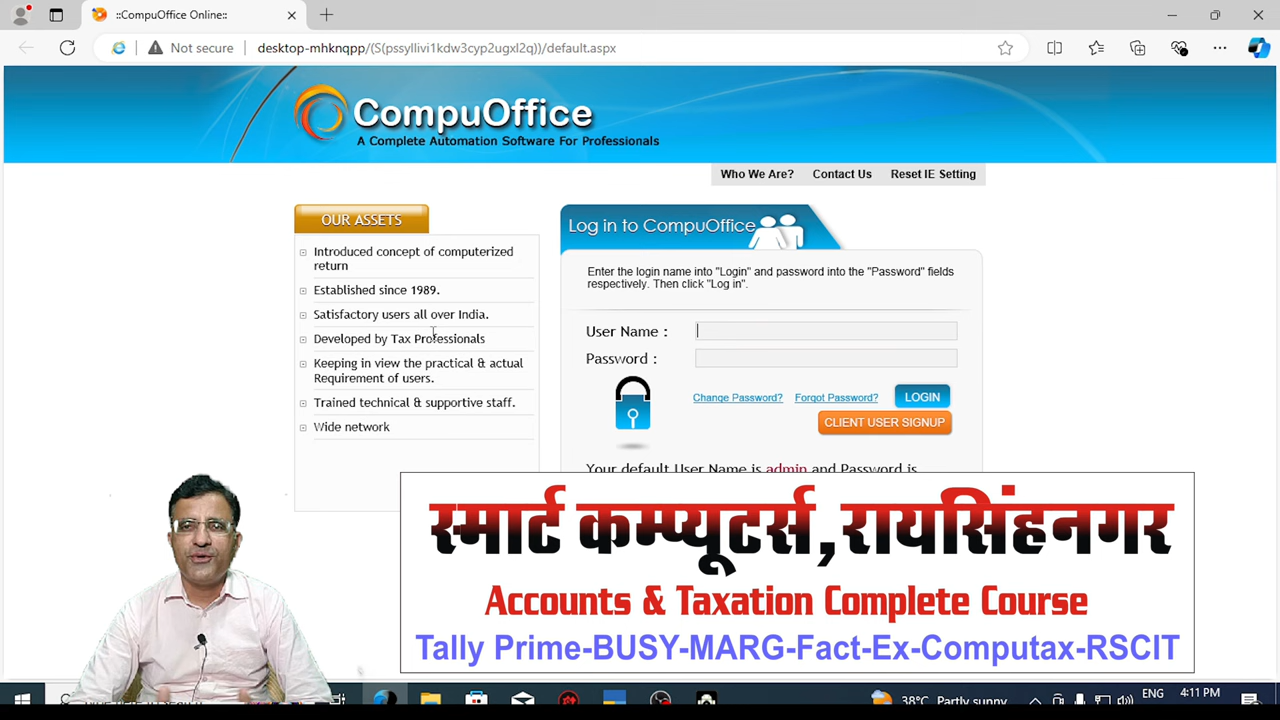 ::CompuOffice Online::
Not secure
desktop-mhknqpp/(S(pssyllivi1kdw3cyp2ugxl2q))/default.aspx
CompuOffice
A Complete Automation Software For Professionals
Who We Are?
Contact Us
Reset IE Setting
OUR ASSETS
Introduced concept of computerized
return
Established since 1989.
Satisfactory users all over India.
Developed by Tax Professionals
Keeping in view the practical & actual
Requirement of users.
Trained technical & supportive staff.
Wide network
Log in to CompuOffice
Enter the login name into "Login" and password into the "Password" fields
respectively. Then click "Log in".
User Name :
Password :
Change Password?
Forgot Password?
LOGIN
CLIENT USER SIGNUP
Your default User Name is admin and Password is
स्मार्ट कम्प्यूटर्स,रायसिंहनगर
Accounts & Taxation Complete Course
Tally Prime-BUSY-MARG-Fact-Ex-Computax-RSCIT
38°C Partly sunny
ENG
4:11 PM